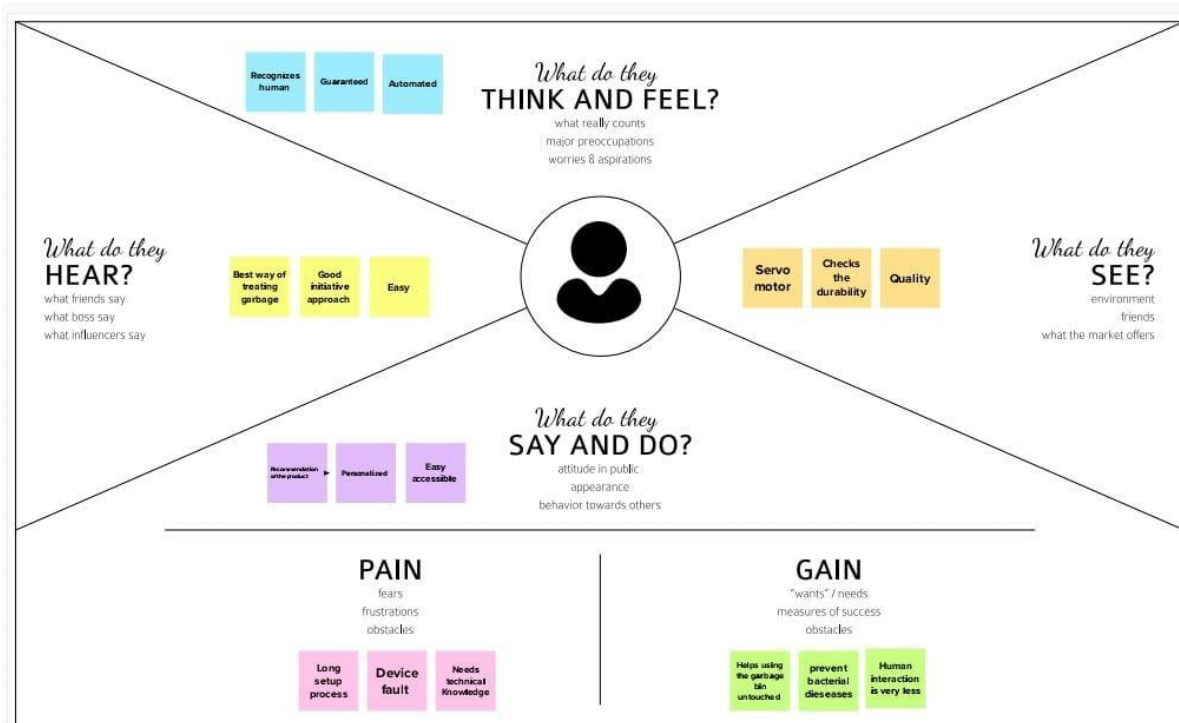 Recognizes
human
Guaranteed
Automated
What do they
THINK AND FEEL?
what really counts
major preoccupations
worries & aspirations
What do they
HEAR?
what friends say
what boss say
what influencers say
Best way of
treating
garbage
Good
initiative
approach
Easy
Servo
motor
Checks
the
durability
Quality
What do they
SEE?
environment
friends
what the market offers
Recommendation
of the product
Personalized
Easy
accessible
What do they
SAY AND DO?
attitude in public
appearance
behavior towards others
PAIN
fears
frustrations
obstacles
Long
setup
process
Device
fault
Needs
technical
Knowledge
GAIN
"wants" / needs
measures of success
obstacles
Helps using
the garbage
bin
untouched
prevent
bacterial
dieseases
Human
interaction
is very less